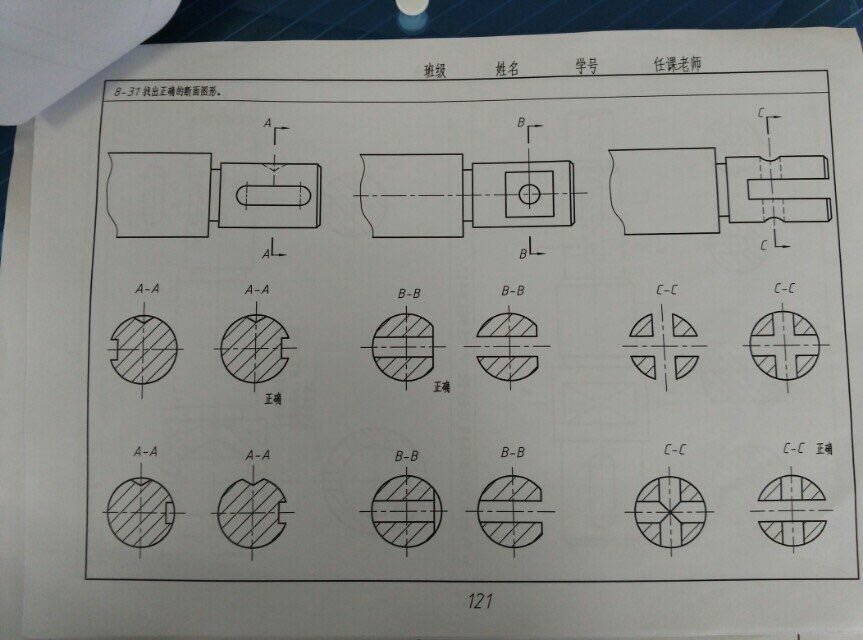 班级 姓名 学号 任课老师
8-31 找出正确的断面图形。
A B C
A B C
A-A A-A B-B B-B C-C C-C
正确 正确
A-A A-A B-B B-B C-C C-C 正确
121